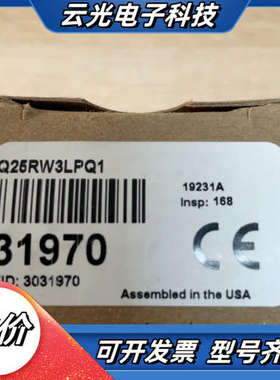 云光电子科技
Q25RW3LPQ1
19231A
Insp: 168
31970
ID: 3031970
CE
Assembled in the USA
价
可开发票 型号齐